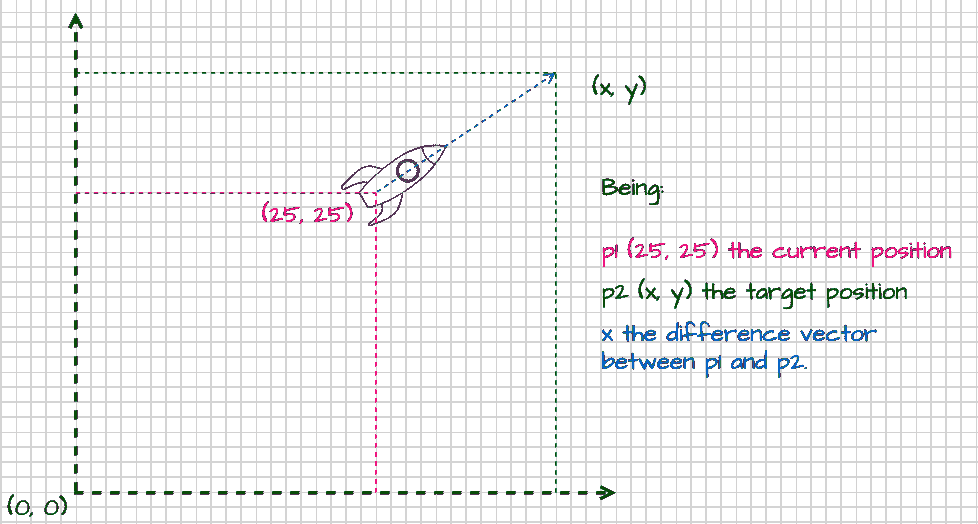 (x, y)
Being:
(25, 25)
p1 (25, 25) the current position
p2 (x, y) the target position
x the difference vector
between p1 and p2.
(0, 0)